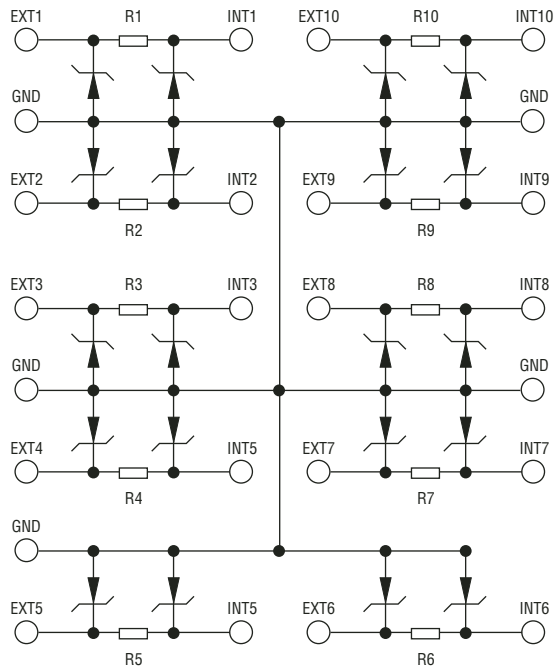 EXT1 R1 INT1 EXT10 R10 INT10
GND GND
EXT2 INT2 EXT9 INT9
R2 R9
EXT3 R3 INT3 EXT8 R8 INT8
GND GND
EXT4 INT5 EXT7 INT7
R4 R7
GND
EXT5 INT5 EXT6 INT6
R5 R6